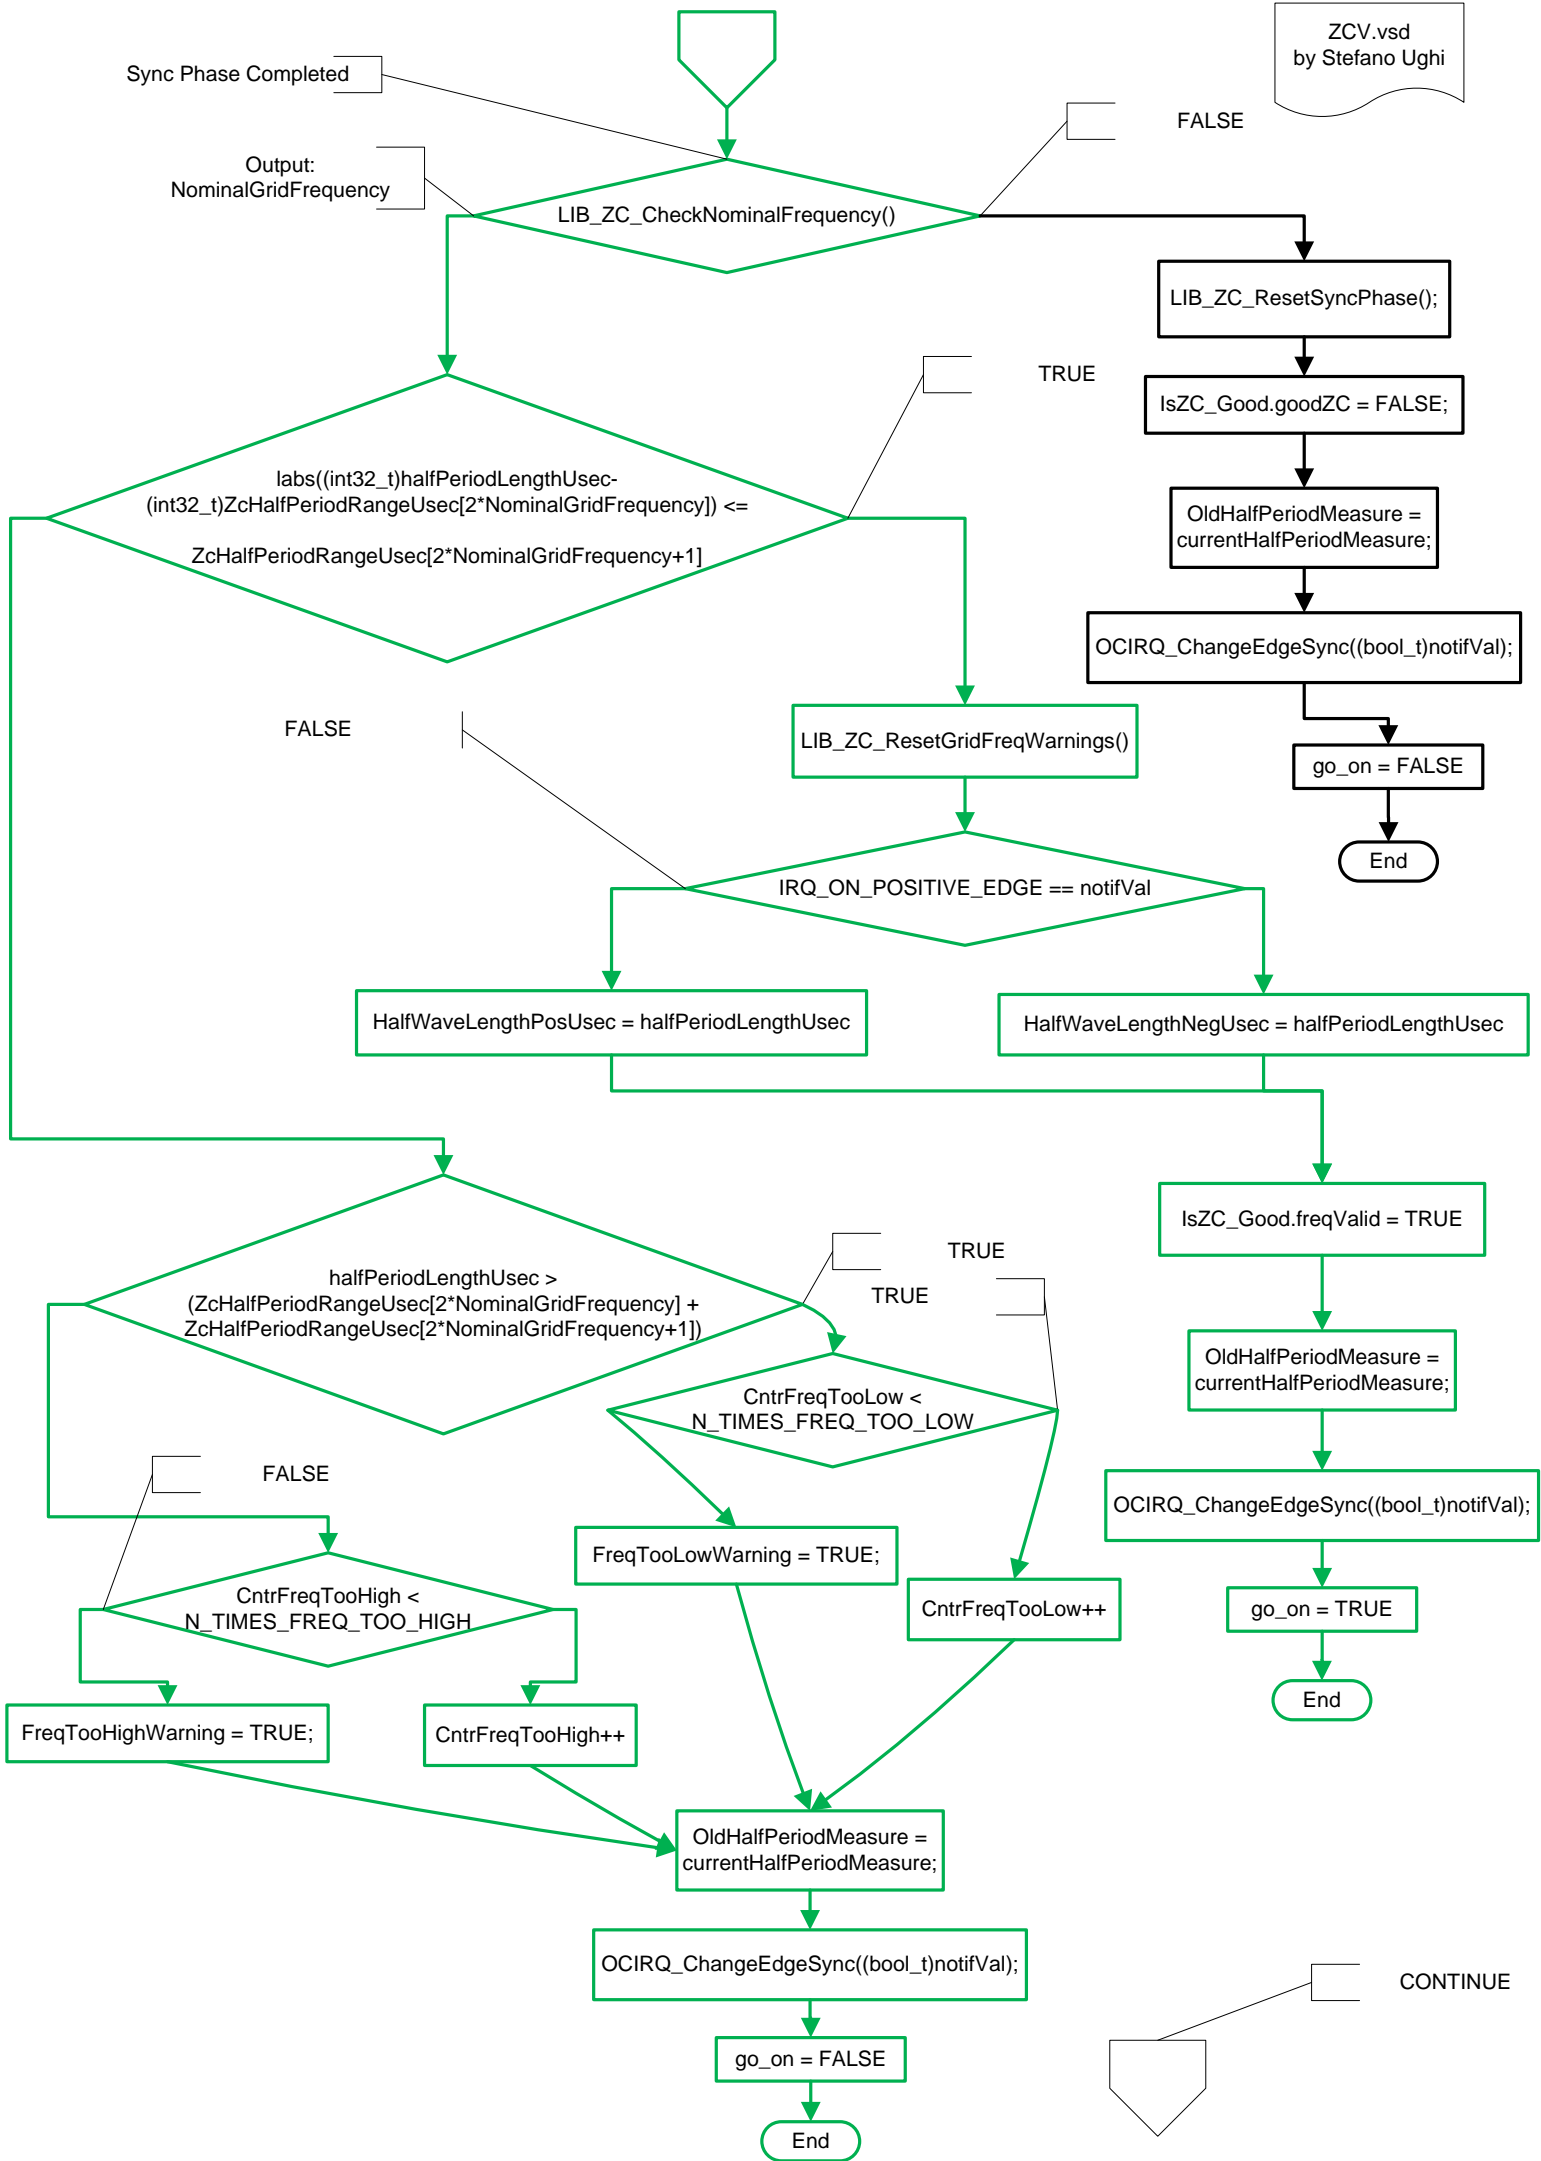 ZCV.vsd
by Stefano Ughi
Sync Phase Completed
FALSE
Output:
NominalGridFrequency
LIB_ZC_CheckNominalFrequency()
LIB_ZC_ResetSyncPhase();
TRUE
IsZC_Good.goodZC = FALSE;
labs((int32_t)halfPeriodLengthUsec-
(int32_t)ZcHalfPeriodRangeUsec[2*NominalGridFrequency]) <=
ZcHalfPeriodRangeUsec[2*NominalGridFrequency+1]
OldHalfPeriodMeasure =
currentHalfPeriodMeasure;
OCIRQ_ChangeEdgeSync((bool_t)notifVal);
FALSE
LIB_ZC_ResetGridFreqWarnings()
go_on = FALSE
End
IRQ_ON_POSITIVE_EDGE == notifVal
HalfWaveLengthPosUsec = halfPeriodLengthUsec
HalfWaveLengthNegUsec = halfPeriodLengthUsec
IsZC_Good.freqValid = TRUE
TRUE
halfPeriodLengthUsec >
(ZcHalfPeriodRangeUsec[2*NominalGridFrequency] +
ZcHalfPeriodRangeUsec[2*NominalGridFrequency+1])
TRUE
OldHalfPeriodMeasure =
currentHalfPeriodMeasure;
CntrFreqTooLow <
N_TIMES_FREQ_TOO_LOW
FALSE
OCIRQ_ChangeEdgeSync((bool_t)notifVal);
FreqTooLowWarning = TRUE;
CntrFreqTooHigh <
N_TIMES_FREQ_TOO_HIGH
CntrFreqTooLow++
go_on = TRUE
End
FreqTooHighWarning = TRUE;
CntrFreqTooHigh++
OldHalfPeriodMeasure =
currentHalfPeriodMeasure;
OCIRQ_ChangeEdgeSync((bool_t)notifVal);
CONTINUE
go_on = FALSE
End